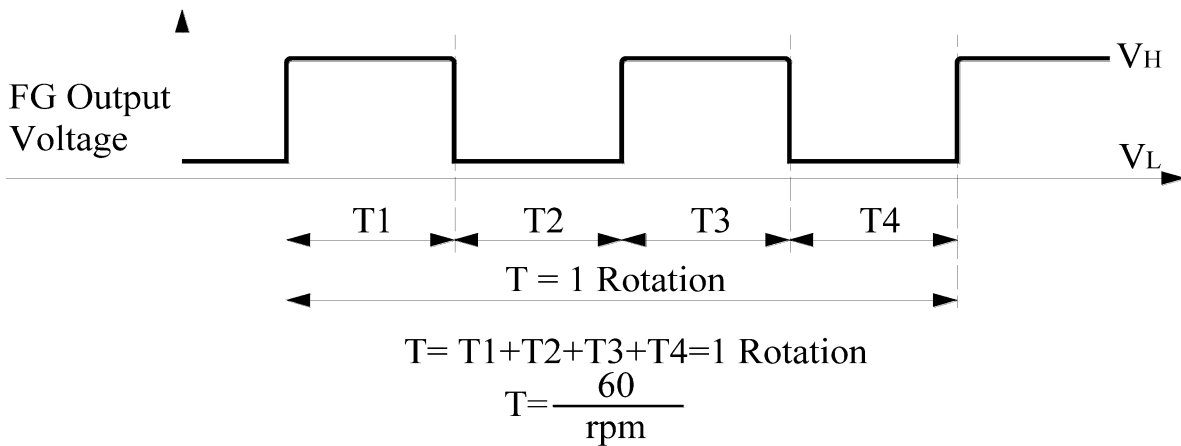 FG Output
Voltage
VH
VL
T1 T2 T3 T4
T = 1 Rotation
T= T1+T2+T3+T4=1 Rotation
T= 60
rpm